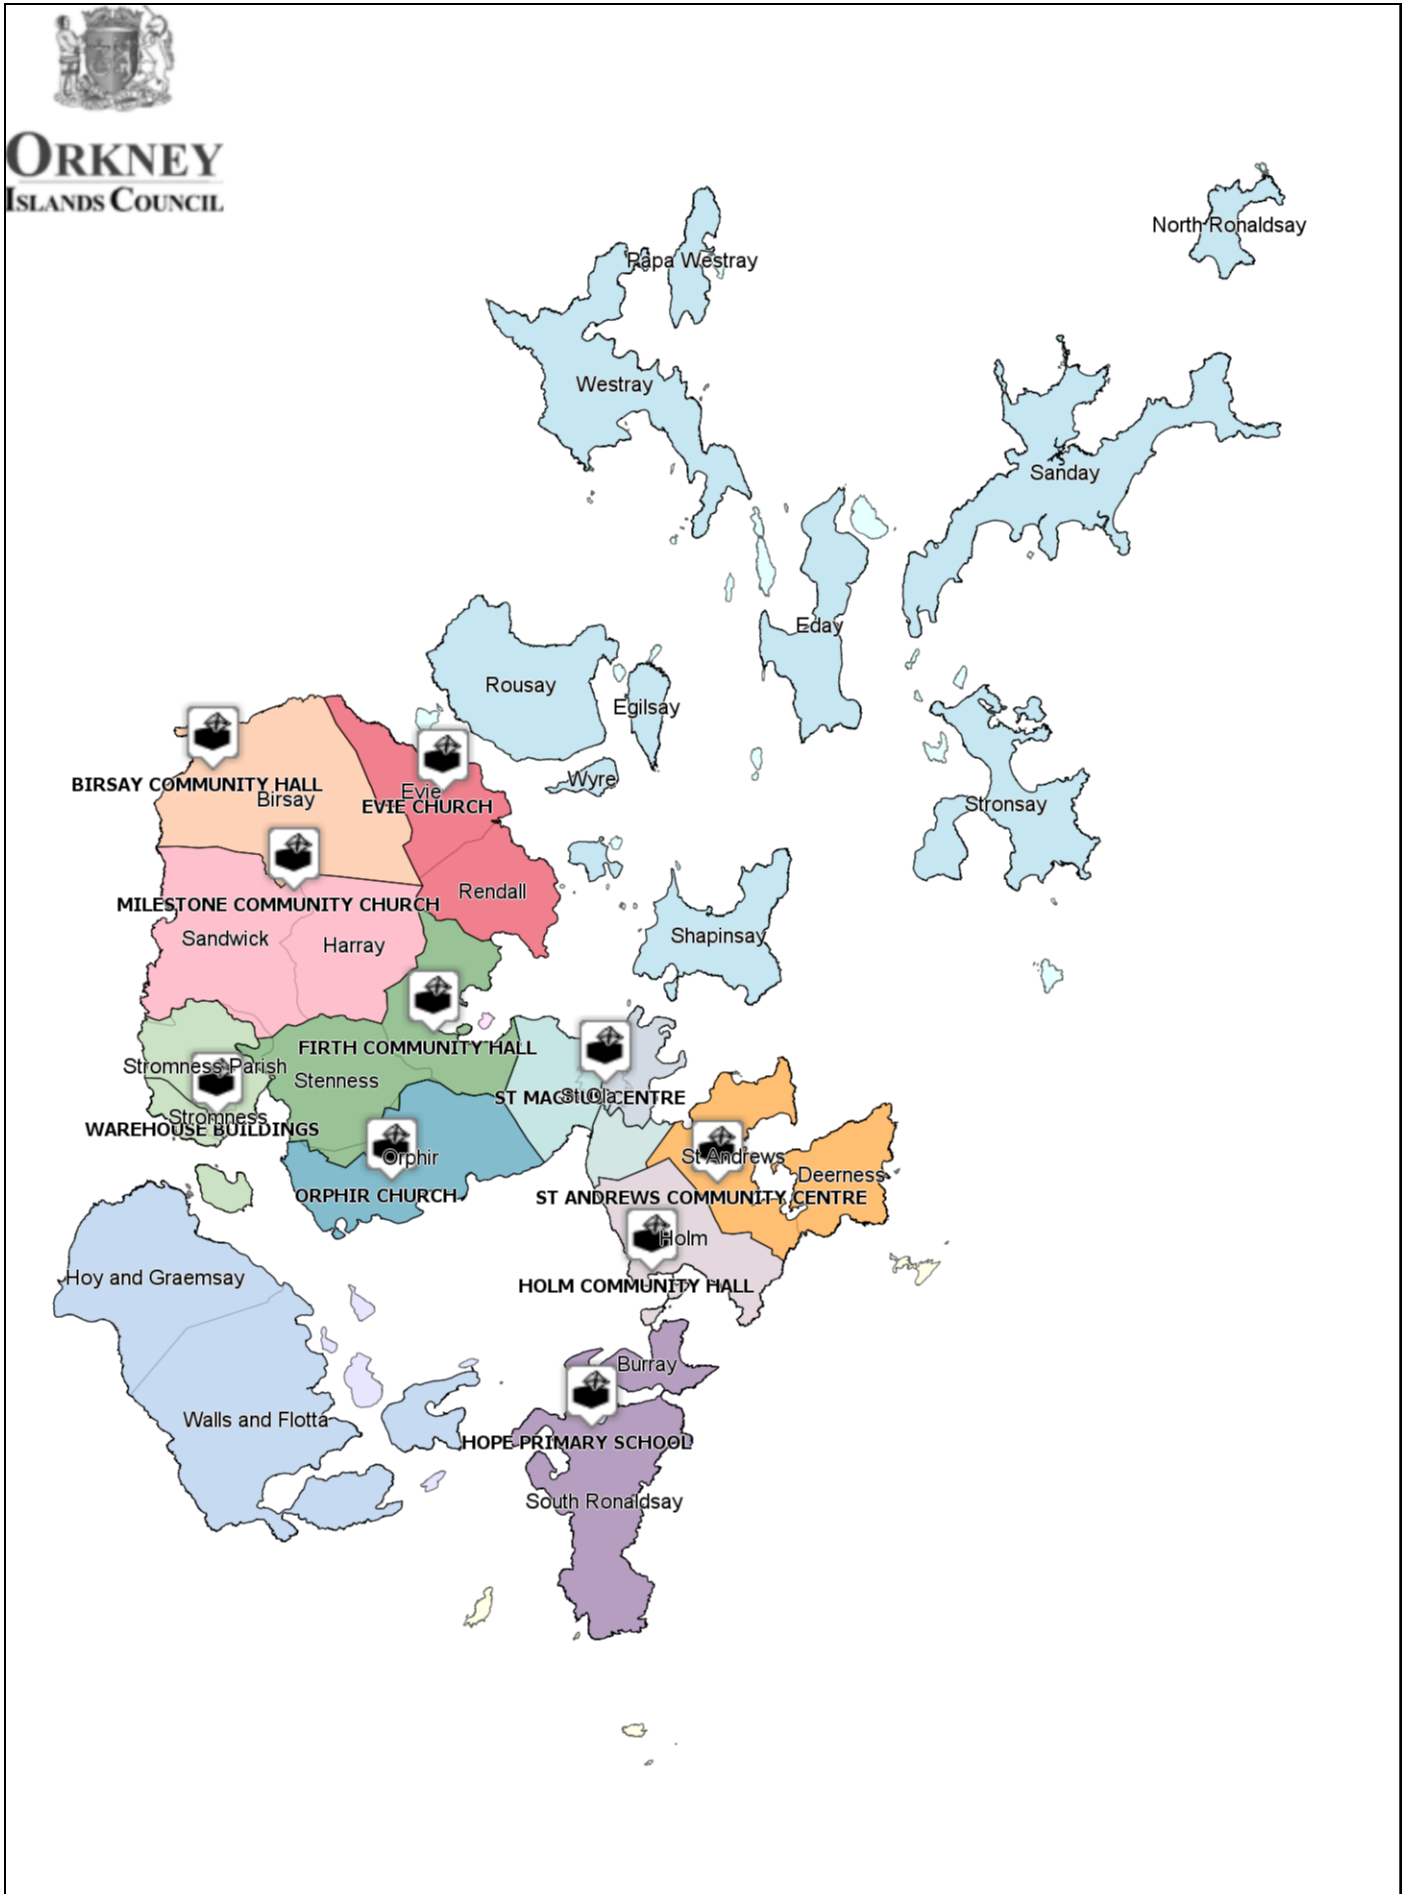 ORKNEY
ISLANDS COUNCIL
North Ronaldsay
Papa Westray
Westray
Sanday
Eday
Rousay
Egilsay
Wyre
Stronsay
BIRSAY COMMUNITY HALL
Birsay
Evie
EVIE CHURCH
Rendall
MILESTONE COMMUNITY CHURCH
Sandwick
Harray
Shapinsay
FIRTH COMMUNITY HALL
Stromness Parish
Stenness
ST MAGNUS CENTRE
St Ola
Stromness
WAREHOUSE BUILDINGS
Orphir
ORPHIR CHURCH
St Andrews
Deerness
ST ANDREWS COMMUNITY CENTRE
Holm
HOLM COMMUNITY HALL
Hoy and Graemsay
Burray
Walls and Flotta
HOPE PRIMARY SCHOOL
South Ronaldsay